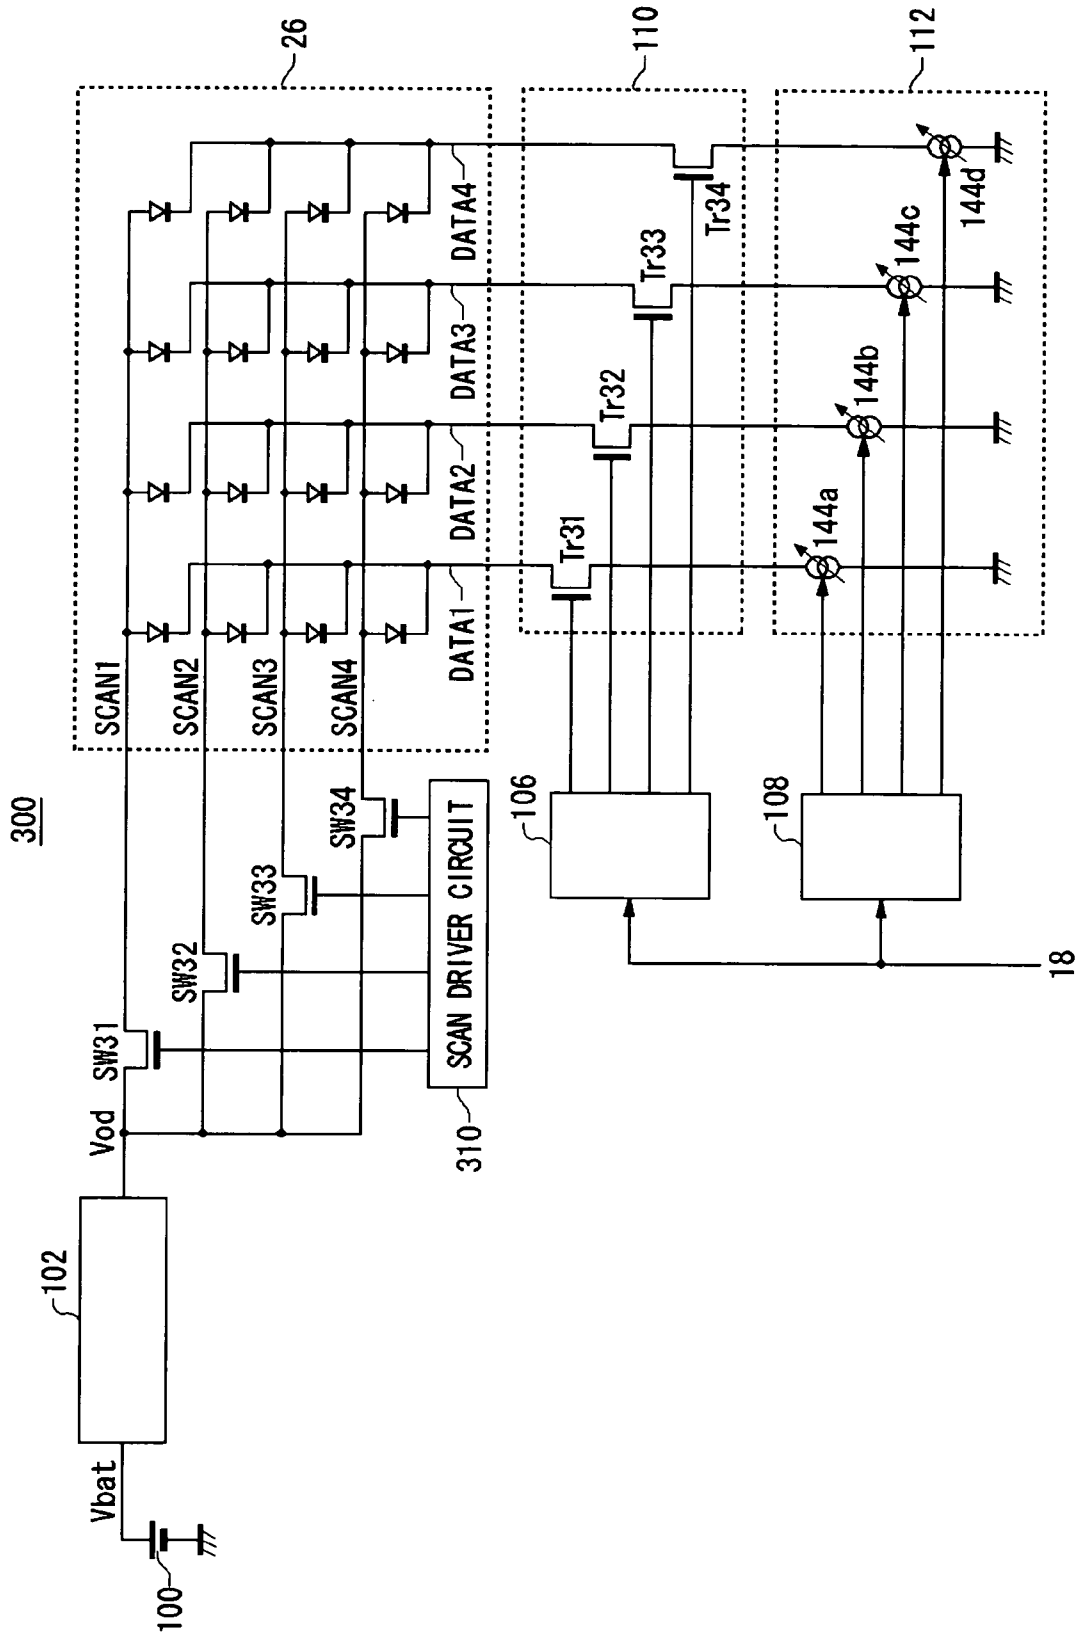 300
100
Vbat
102
Vod
SW31
SW32
SW33
SW34
SCAN DRIVER CIRCUIT
310
SCAN1
SCAN2
SCAN3
SCAN4
26
DATA1
DATA2
DATA3
DATA4
106
Tr31
Tr32
Tr33
Tr34
110
108
144a
144b
144c
144d
112
18